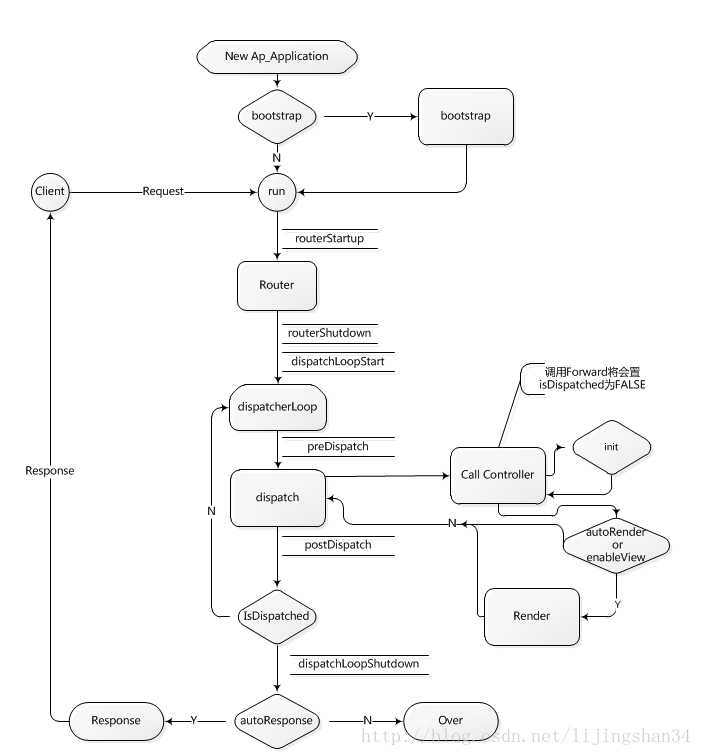 New Ap_Application
bootstrap
Y
bootstrap
N
Client
Request
run
routerStartup
Router
routerShutdown
dispatchLoopStart
调用Forward将会置
isDispatched为FALSE
dispatcherLoop
preDispatch
init
Call Controller
Response
dispatch
N
N
autoRender
or
enableView
postDispatch
Y
IsDispatched
Render
dispatchLoopShutdown
Response
Y
autoResponse
N
Over
http://blog.csdn.net/lijingshan34